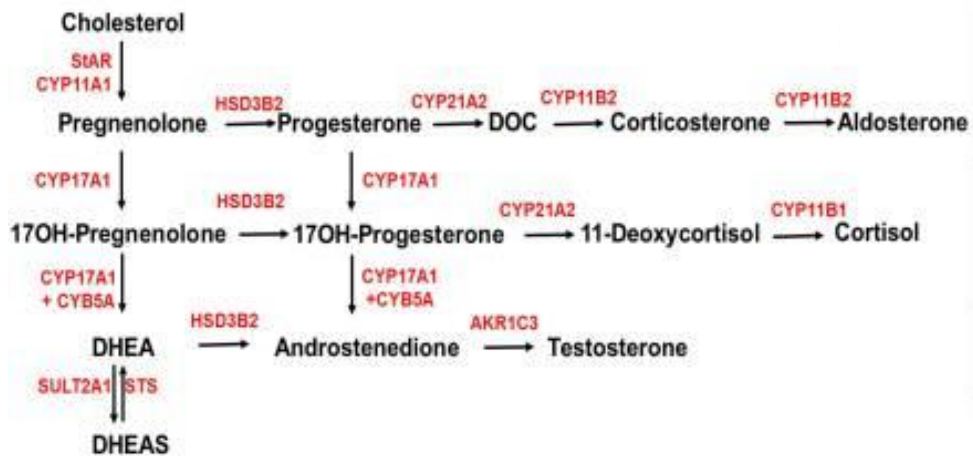 Cholesterol
StAR
CYP11A1
HSD3B2 CYP21A2 CYP11B2 CYP11B2
Pregnenolone Progesterone DOC Corticosterone Aldosterone
CYP17A1 CYP17A1
HSD3B2 CYP21A2 CYP11B1
17OH-Pregnenolone 17OH-Progesterone 11-Deoxycortisol Cortisol
CYP17A1 CYP17A1
+ CYB5A +CYB5A
HSD3B2 AKR1C3
DHEA Androstenedione Testosterone
SULT2A1 STS
DHEAS